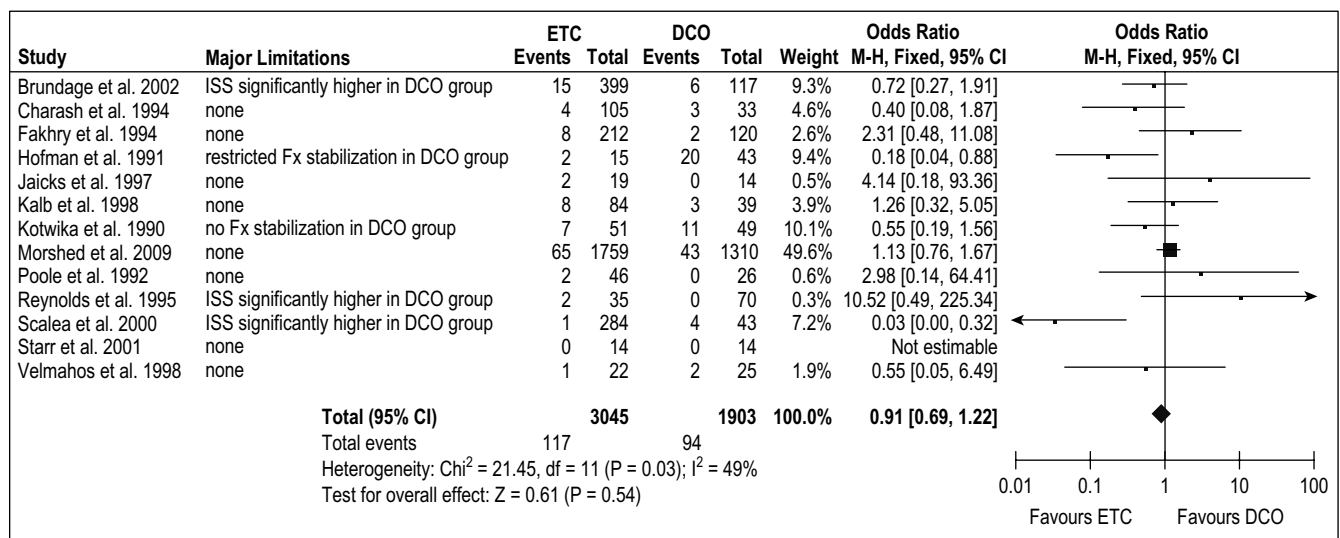 ETC DCO Odds Ratio Odds Ratio
Study Major Limitations Events Total Events Total Weight M-H, Fixed, 95% CI M-H, Fixed, 95% CI
Brundage et al. 2002 ISS significantly higher in DCO group 15 399 6 117 9.3% 0.72 [0.27, 1.91]
Charash et al. 1994 none 4 105 3 33 4.6% 0.40 [0.08, 1.87]
Fakhry et al. 1994 none 8 212 2 120 2.6% 2.31 [0.48, 11.08]
Hofman et al. 1991 restricted Fx stabilization in DCO group 2 15 20 43 9.4% 0.18 [0.04, 0.88]
Jaicks et al. 1997 none 2 19 0 14 0.5% 4.14 [0.18, 93.36]
Kalb et al. 1998 none 8 84 3 39 3.9% 1.26 [0.32, 5.05]
Kotwika et al. 1990 no Fx stabilization in DCO group 7 51 11 49 10.1% 0.55 [0.19, 1.56]
Morshed et al. 2009 none 65 1759 43 1310 49.6% 1.13 [0.76, 1.67]
Poole et al. 1992 none 2 46 0 26 0.6% 2.98 [0.14, 64.41]
Reynolds et al. 1995 ISS significantly higher in DCO group 2 35 0 70 0.3% 10.52 [0.49, 225.34]
Scalea et al. 2000 ISS significantly higher in DCO group 1 284 4 43 7.2% 0.03 [0.00, 0.32]
Starr et al. 2001 none 0 14 0 14 Not estimable
Velmahos et al. 1998 none 1 22 2 25 1.9% 0.55 [0.05, 6.49]
Total (95% CI) 3045 1903 100.0% 0.91 [0.69, 1.22]
Total events 117 94
Heterogeneity: Chi² = 21.45, df = 11 (P = 0.03); I² = 49%
Test for overall effect: Z = 0.61 (P = 0.54)
0.01 0.1 1 10 100
Favours ETC Favours DCO